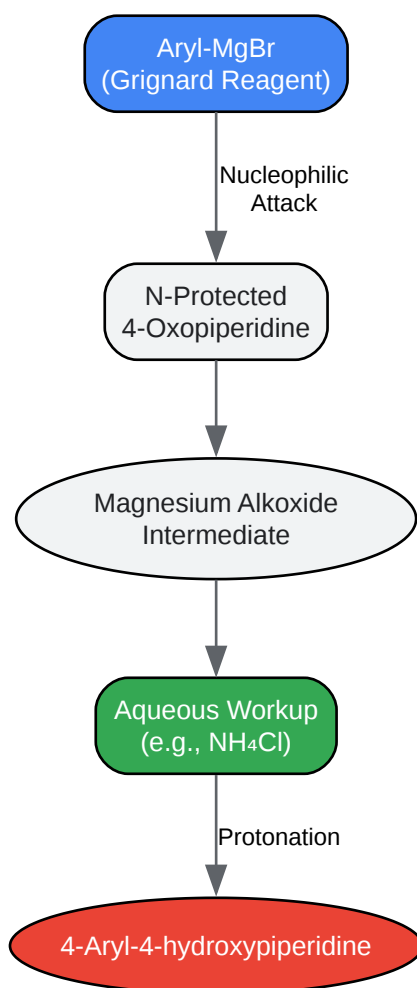 Aryl-MgBr
(Grignard Reagent)
Nucleophilic
Attack
N-Protected
4-Oxopiperidine
Magnesium Alkoxide
Intermediate
Aqueous Workup
(e.g., NH₄Cl)
Protonation
4-Aryl-4-hydroxypiperidine